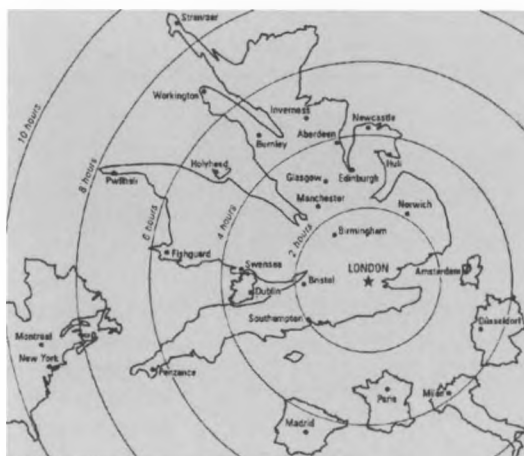 Stranraer
Workington
Inverness
Newcastle
Aberdeen
Burnley
Hull
10 hours
8 hours
6 hours
4 hours
2 hours
Holyhead
Pwllheli
Glasgow
Edinburgh
Manchester
Norwich
Birmingham
Fishguard
Swansea
LONDON
Amsterdam
Dublin
Bristol
Southampton
Düsseldorf
Montreal
New York
Penzance
Paris
Milan
Madrid